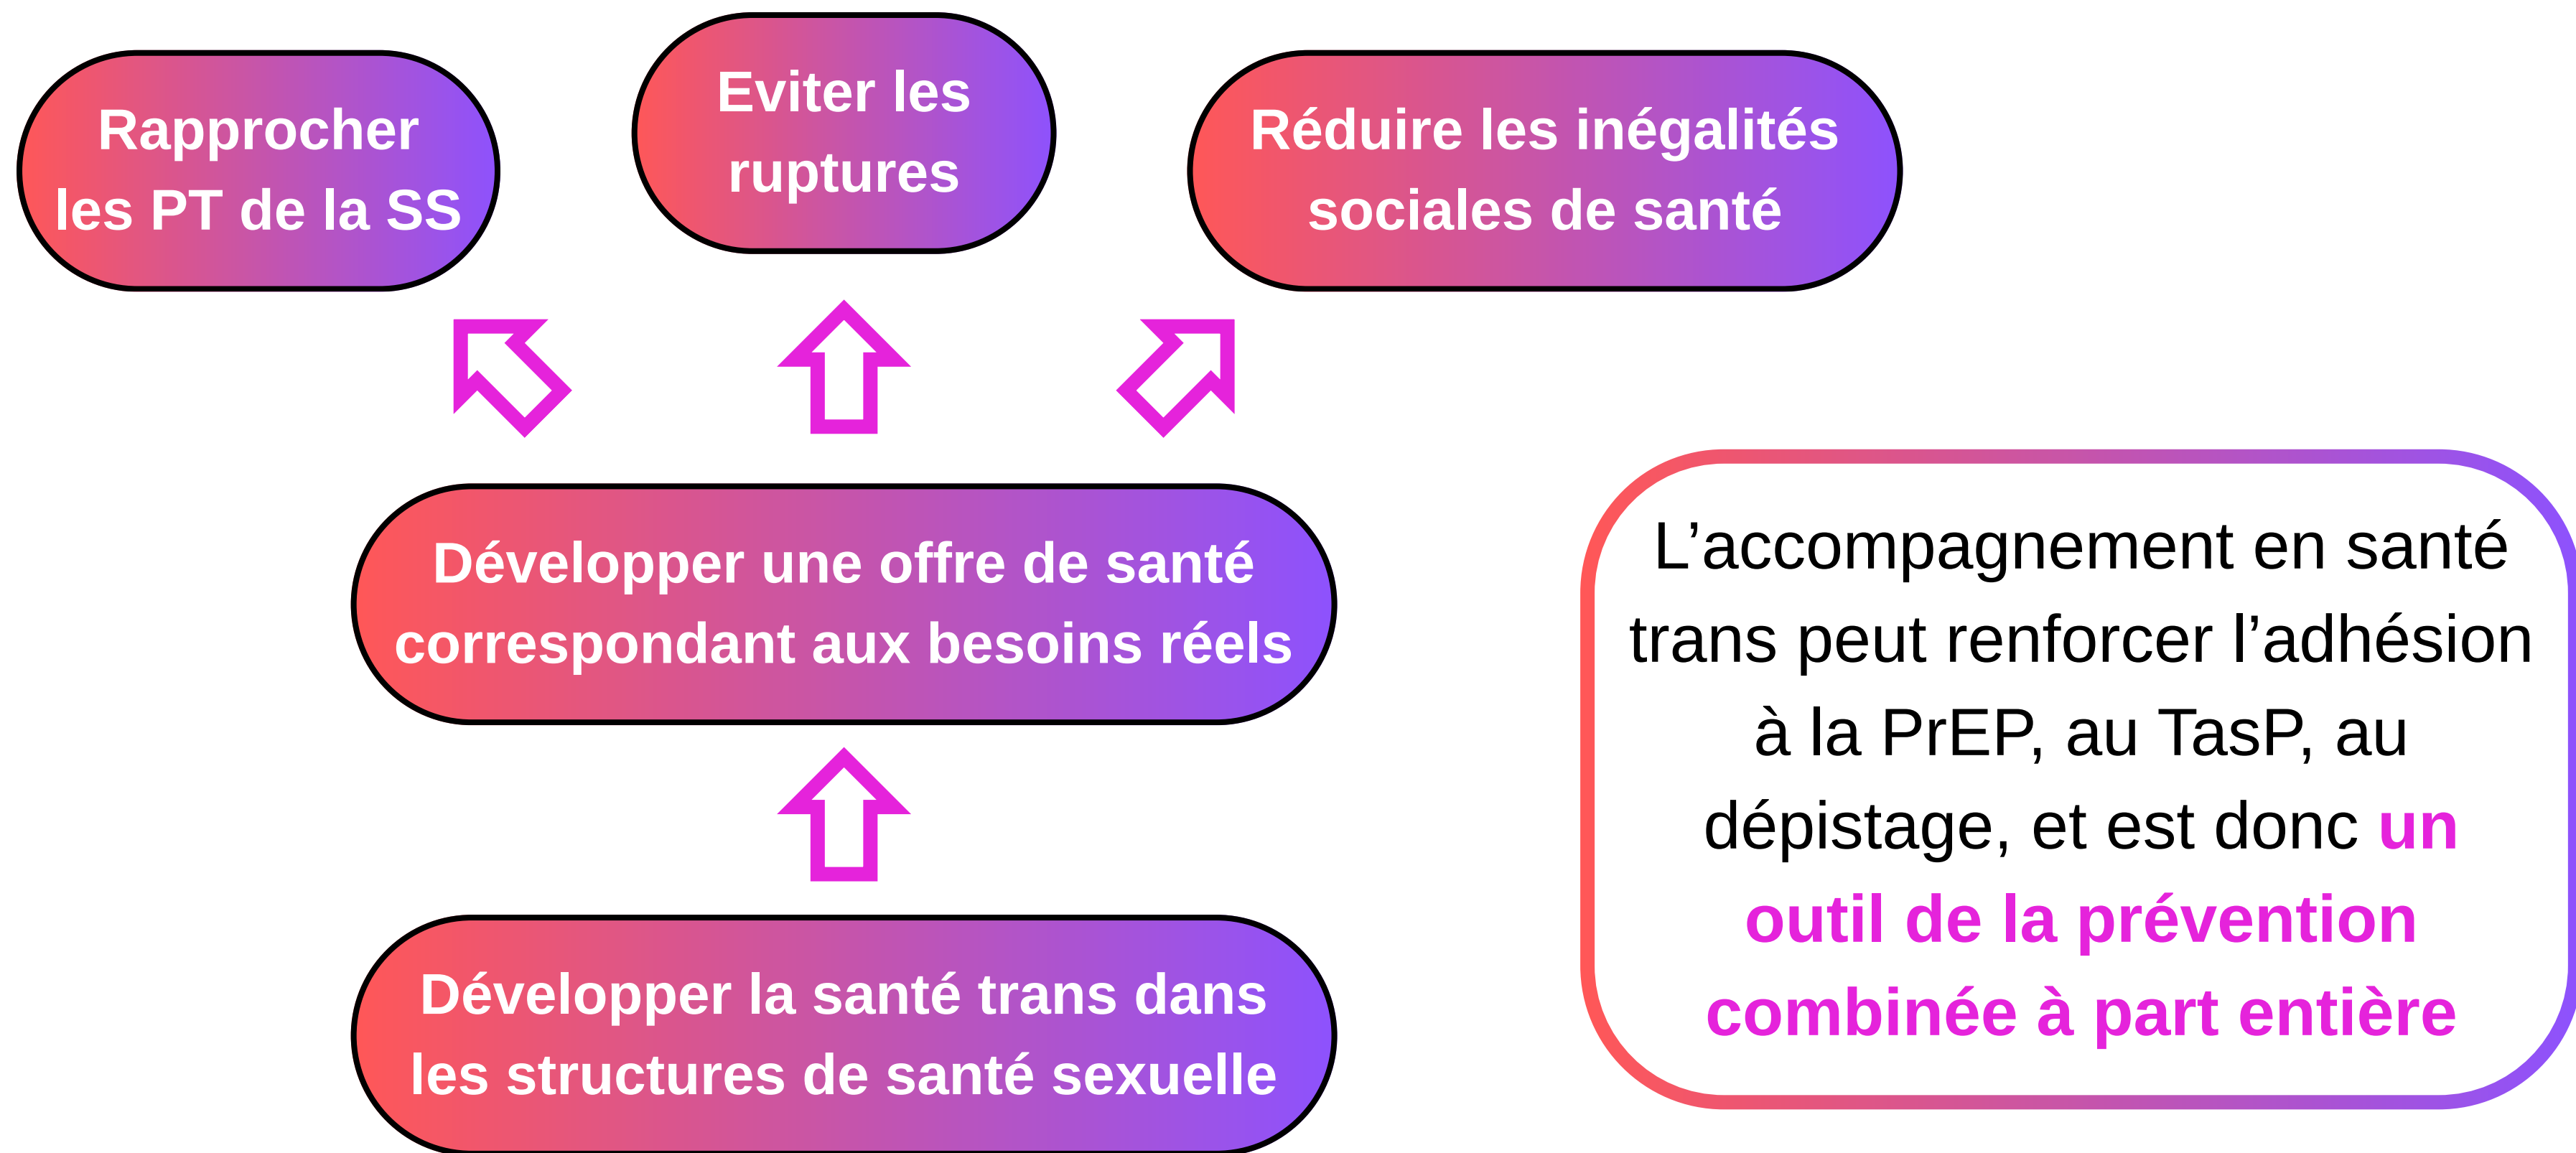 Rapprocher
les PT de la SS
Eviter les
ruptures
Réduire les inégalités
sociales de santé
Développer une offre de santé
correspondant aux besoins réels
Développer la santé trans dans
les structures de santé sexuelle
L’accompagnement en santé
trans peut renforcer l’adhésion
à la PrEP, au TasP, au
dépistage, et est donc un
outil de la prévention
combinée à part entière